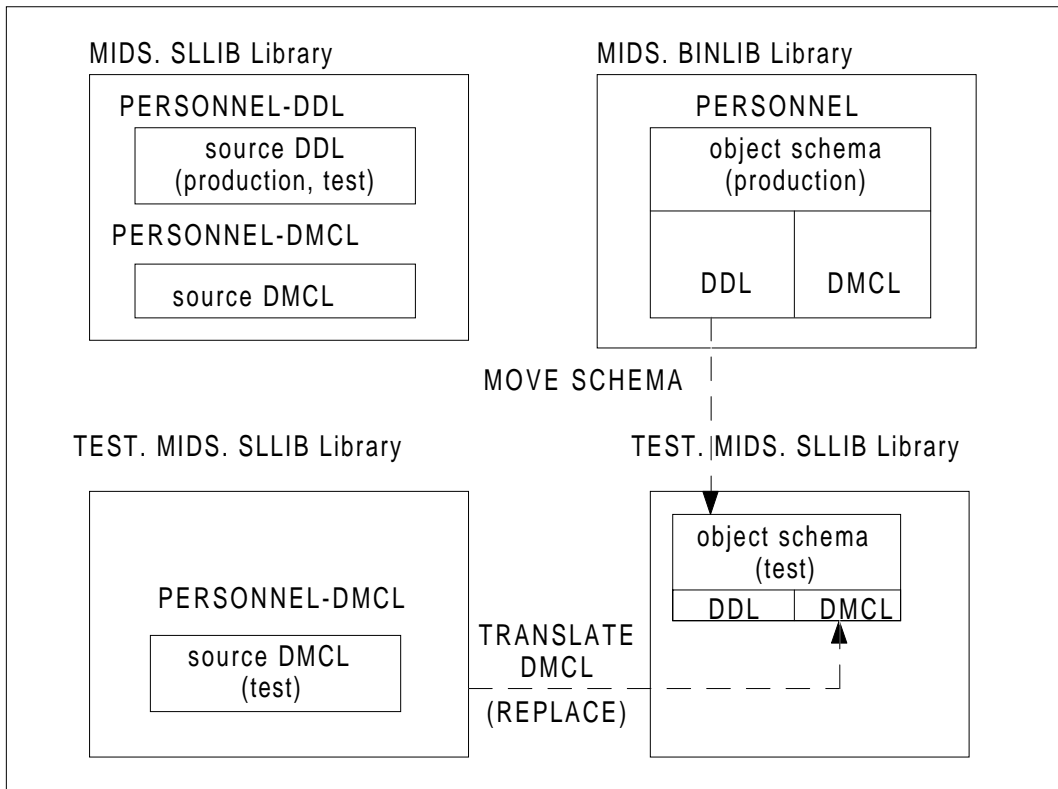 MIDS. SLLIB Library
PERSONNEL-DDL
source DDL
(production, test)
PERSONNEL-DMCL
source DMCL
MIDS. BINLIB Library
PERSONNEL
object schema
(production)
DDL
DMCL
MOVE SCHEMA
TEST. MIDS. SLLIB Library
PERSONNEL-DMCL
source DMCL
(test)
TRANSLATE
DMCL
(REPLACE)
TEST. MIDS. SLLIB Library
object schema
(test)
DDL
DMCL